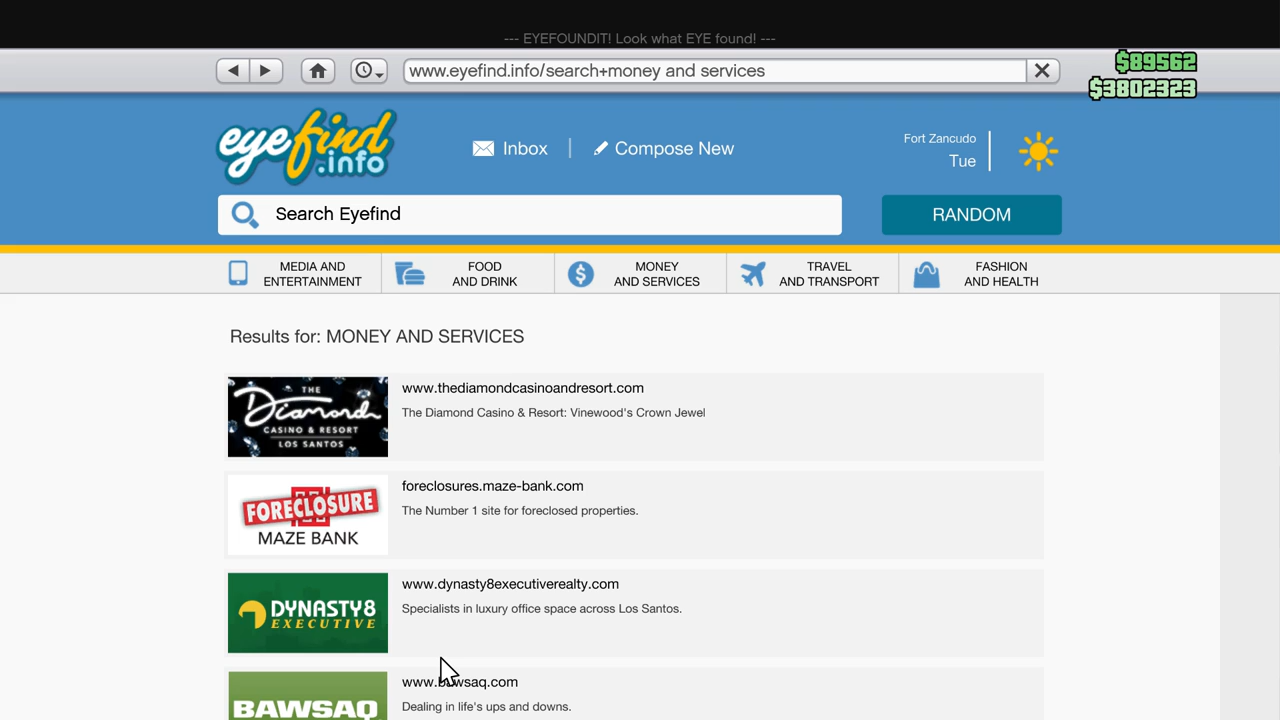 --- EYEFOUNDIT! Look what EYE found! ---
www.eyefind.info/search+money and services
$89562
$3802323
eyefind
.info
Inbox
Compose New
Fort Zancudo
Tue
Search Eyefind
RANDOM
MEDIA AND
ENTERTAINMENT
FOOD
AND DRINK
MONEY
AND SERVICES
TRAVEL
AND TRANSPORT
FASHION
AND HEALTH
Results for: MONEY AND SERVICES
THE
Diamond
CASINO & RESORT
LOS SANTOS
www.thediamondcasinoandresort.com
The Diamond Casino & Resort: Vinewood's Crown Jewel
FORECLOSURE
MAZE BANK
foreclosures.maze-bank.com
The Number 1 site for foreclosed properties.
DYNASTY8
EXECUTIVE
www.dynasty8executiverealty.com
Specialists in luxury office space across Los Santos.
BAWSAQ
www.bawsaq.com
Dealing in life's ups and downs.